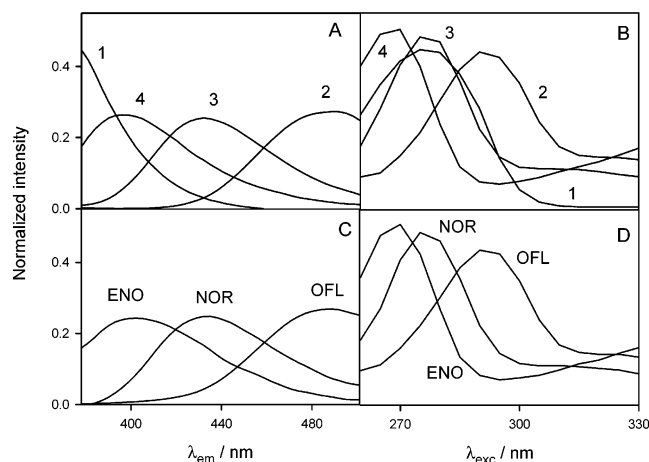 A
1
4
3
2
B
3
4
2
1
0.4
0.2
0.0
Normalized intensity
C
ENO
NOR
OFL
D
NOR
OFL
ENO
0.4
0.2
0.0
400
440
480
270
300
330
λem / nm
λexc / nm